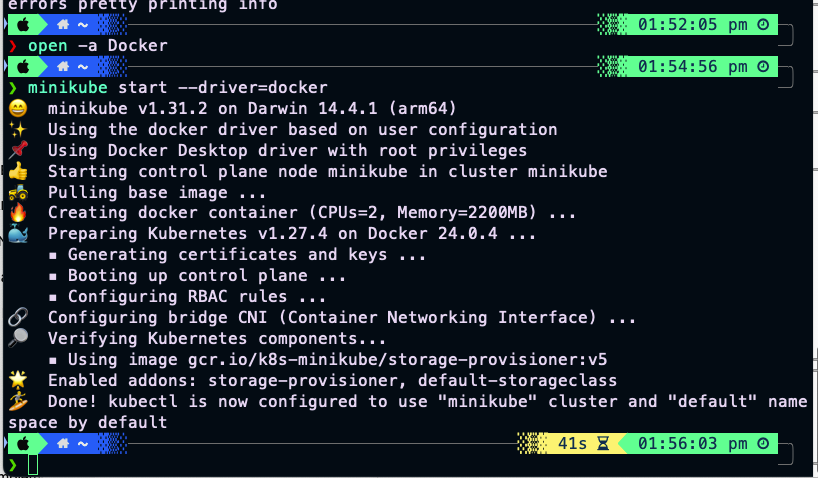 errors pretty printing info
~ 01:52:05 pm
❯ open -a Docker
~ 01:54:56 pm
❯ minikube start --driver=docker
😄 minikube v1.31.2 on Darwin 14.4.1 (arm64)
✨ Using the docker driver based on user configuration
📌 Using Docker Desktop driver with root privileges
👍 Starting control plane node minikube in cluster minikube
🚜 Pulling base image ...
🔥 Creating docker container (CPUs=2, Memory=2200MB) ...
🐳 Preparing Kubernetes v1.27.4 on Docker 24.0.4 ...
▪ Generating certificates and keys ...
▪ Booting up control plane ...
▪ Configuring RBAC rules ...
🔗 Configuring bridge CNI (Container Networking Interface) ...
🔎 Verifying Kubernetes components...
▪ Using image gcr.io/k8s-minikube/storage-provisioner:v5
🌟 Enabled addons: storage-provisioner, default-storageclass
🏄 Done! kubectl is now configured to use "minikube" cluster and "default" name
space by default
~ 41s 01:56:03 pm
❯